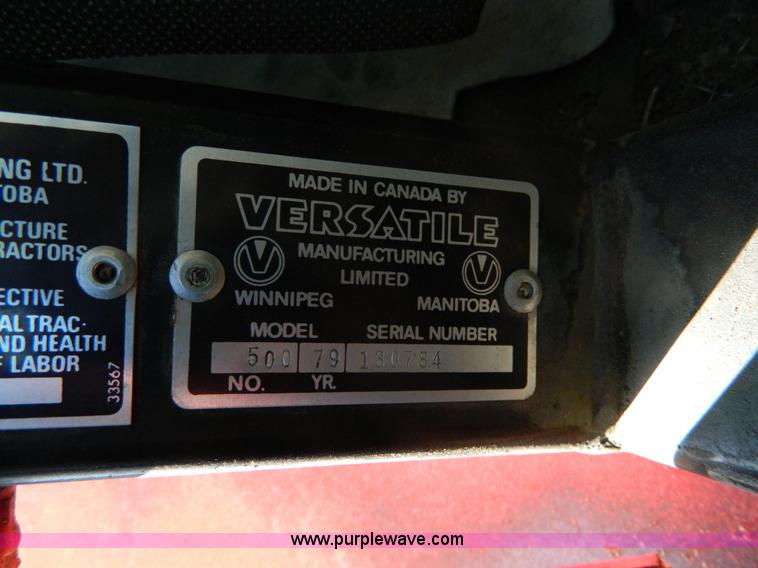 NG LTD.
TOBA
CTURE
RACTORS
ECTIVE
AL TRAC-
ND HEALTH
F LABOR
33567
MADE IN CANADA BY
VERSATILE
MANUFACTURING
LIMITED
WINNIPEG MANITOBA
MODEL SERIAL NUMBER
500 79 130784
NO. YR.
www.purplewave.com